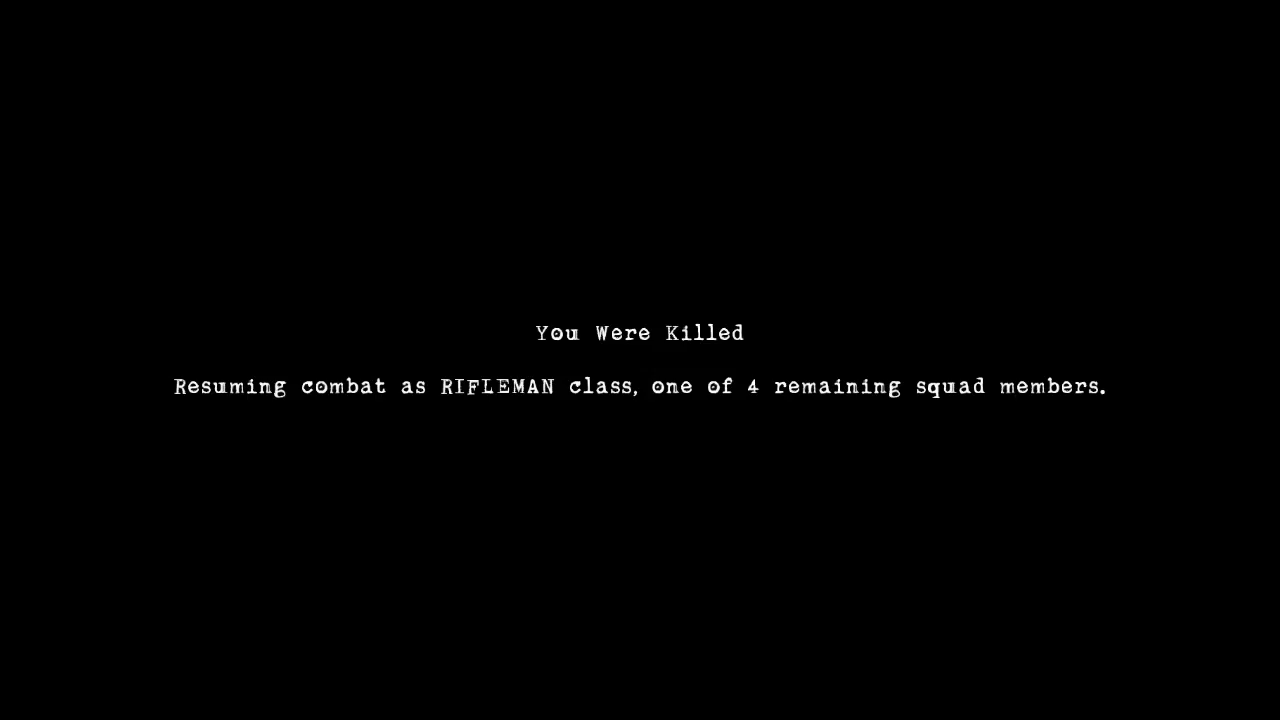 You Were Killed
Resuming combat as RIFLEMAN class, one of 4 remaining squad members.